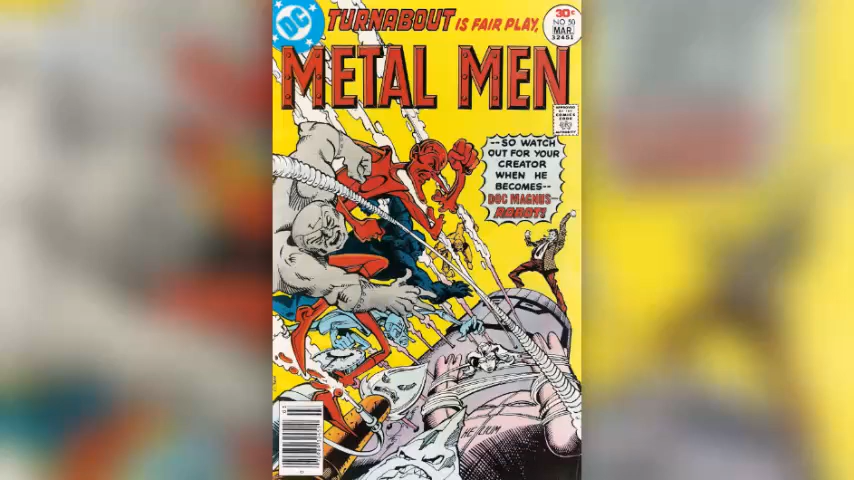 DC
TURNABOUT IS FAIR PLAY,
METAL MEN
30¢
NO. 50
MAR.
32451
APPROVED
BY THE
COMICS
CODE
AUTHORITY
--SO WATCH
OUT FOR YOUR
CREATOR
WHEN HE
BECOMES--
DOC MAGNUS--
ROBOT!